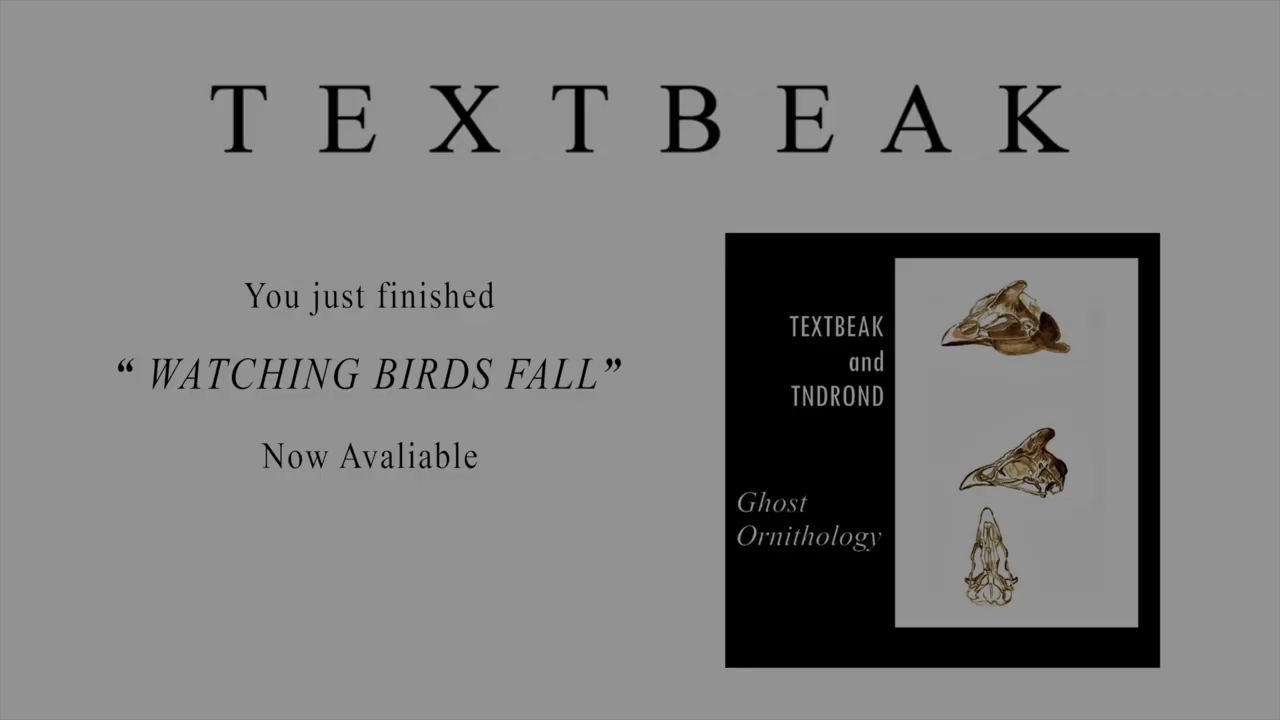 T E X T B E A K
You just finished
“ WATCHING BIRDS FALL”
Now Avaliable
TEXTBEAK
and
TNDROND
Ghost
Ornithology